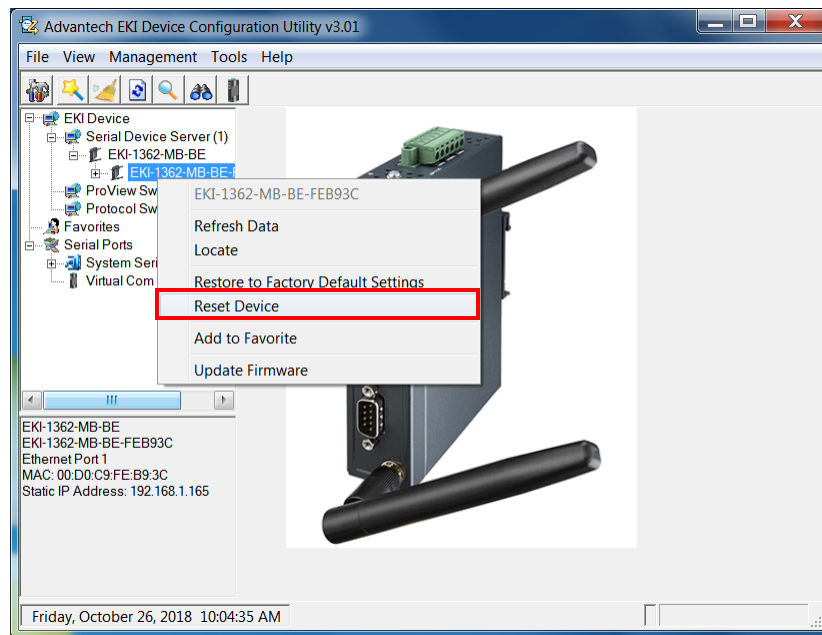 Advantech EKI Device Configuration Utility v3.01
File View Management Tools Help
EKI Device
Serial Device Server (1)
EKI-1362-MB-BE
EKI-1362-MB-BE-
ProView Sw
Protocol Sw
Favorites
Serial Ports
System Seri
Virtual Com
EKI-1362-MB-BE-FEB93C
Refresh Data
Locate
Restore to Factory Default Settings
Reset Device
Add to Favorite
Update Firmware
EKI-1362-MB-BE
EKI-1362-MB-BE-FEB93C
Ethernet Port 1
MAC: 00:D0:C9:FE:B9:3C
Static IP Address: 192.168.1.165
Friday, October 26, 2018 10:04:35 AM